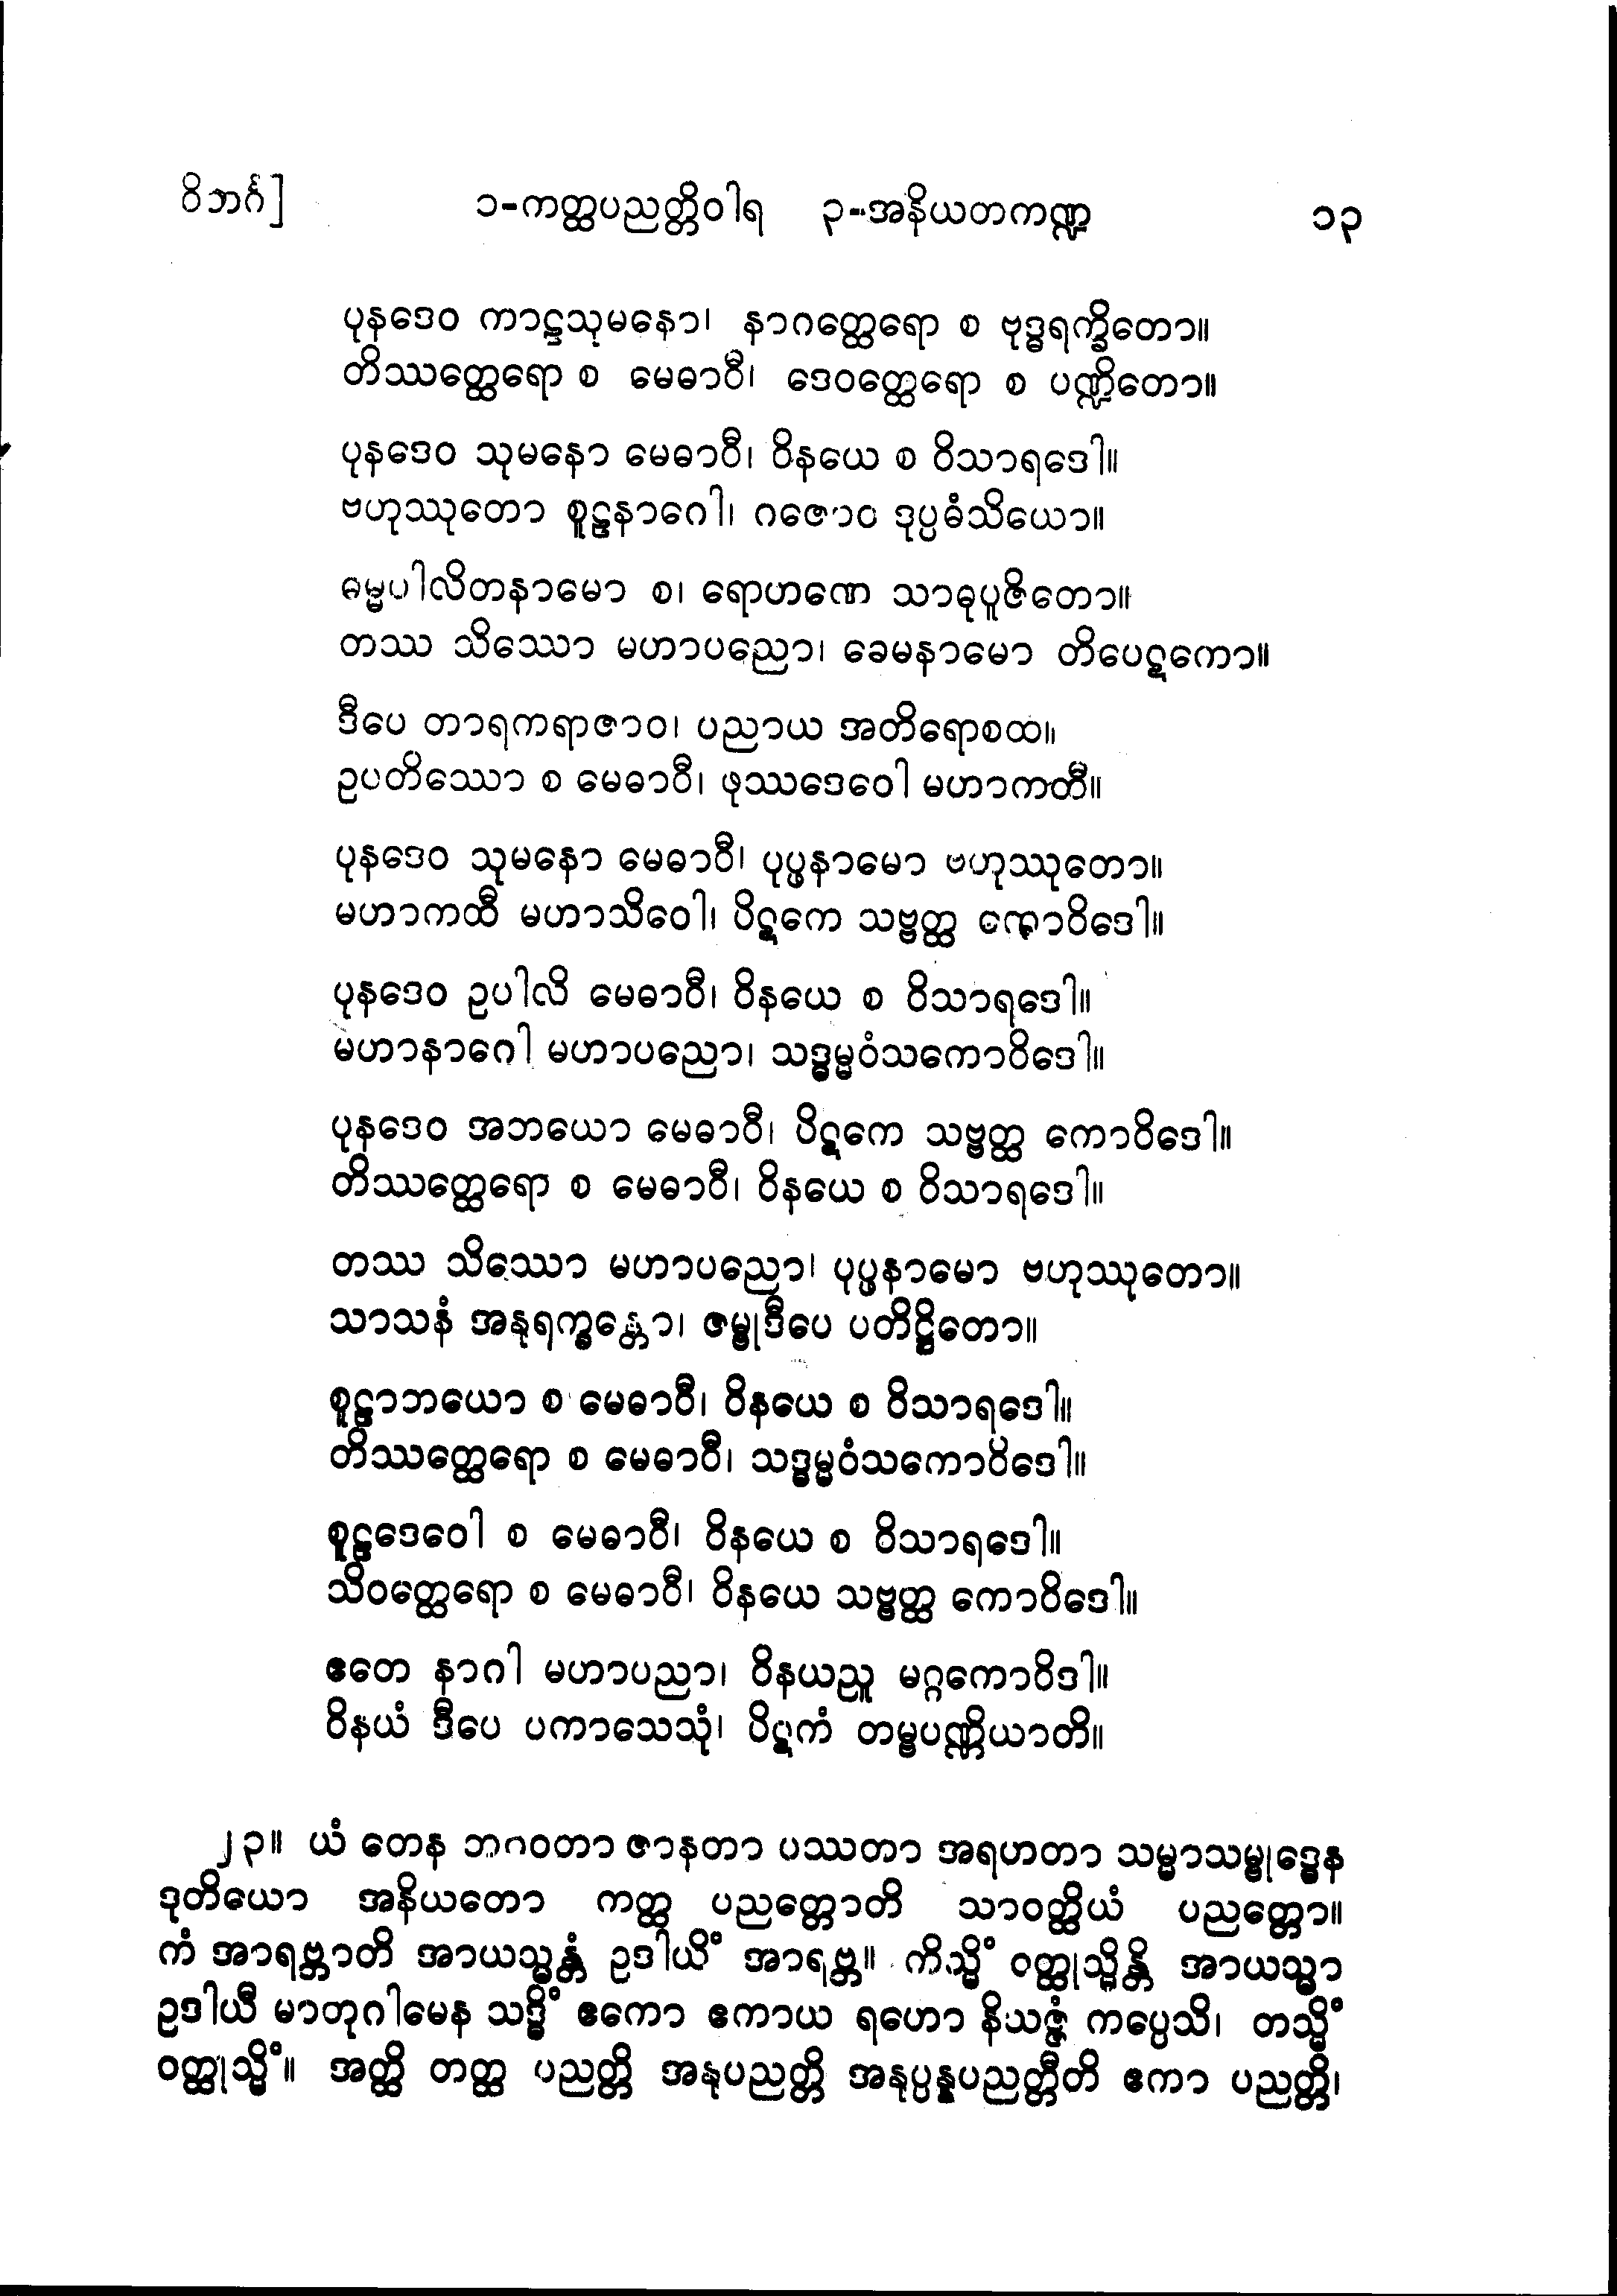 ဝိဘင်္ဂ]
၁-ကတ္ထပညတ္တိဝါရ ၃-အနိယတကဏ္ဍ
၁၃
ပုနဒေဝ ကာဠသုမနော၊ နာဂတ္ထေရော စ ဗုဒ္ဓရက္ခိတော။
တိဿတ္ထေရော စ မေဓာဝီ၊ ဒေဝတ္ထေရော စ ပဏ္ဍိတော။
ပုနဒေဝ သုမနော မေဓာဝီ၊ ဝိနယေ စ ဝိသာရဒေါ။
ဗဟုဿုတော စူဠနာဂေါ၊ ဂဇောဝ ဒုပ္ပဓံသိယော။
ဓမ္မပါလိတနာမော စ၊ ရောဟဏေ သာဓုပူဇိတော။
တဿ သိဿော မဟာပညော၊ ခေမနာမော တိပေဋကော။
ဒီပေ တာရကရာဇာဝ၊ ပညာယ အတိရောစထ။
ဥပတိဿော စ မေဓာဝီ၊ ဖုဿဒေဝေါ မဟာကထီ။
ပုနဒေဝ သုမနော မေဓာဝီ၊ ပုပ္ဖနာမော ဗဟုဿုတော။
မဟာကထီ မဟာသိဝေါ၊ ပိဋကေ သဗ္ဗတ္ထ ကောဝိဒေါ။
ပုနဒေဝ ဥပါလိ မေဓာဝီ၊ ဝိနယေ စ ဝိသာရဒေါ။
မဟာနာဂေါ မဟာပညော၊ သဒ္ဓမ္မဝံသကောဝိဒေါ။
ပုနဒေဝ အဘယော မေဓာဝီ၊ ပိဋကေ သဗ္ဗတ္ထ ကောဝိဒေါ။
တိဿတ္ထေရော စ မေဓာဝီ၊ ဝိနယေ စ ဝိသာရဒေါ။
တဿ သိဿော မဟာပညော၊ ပုပ္ဖနာမော ဗဟုဿုတော။
သာသနံ အနုရက္ခန္တော၊ ဇမ္ဗုဒီပေ ပတိဋ္ဌိတော။
စူဠာဘယော စ မေဓာဝီ၊ ဝိနယေ စ ဝိသာရဒေါ။
တိဿတ္ထေရော စ မေဓာဝီ၊ သဒ္ဓမ္မဝံသကောဝိဒေါ။
စူဠဒေဝေါ စ မေဓာဝီ၊ ဝိနယေ စ ဝိသာရဒေါ။
သိဝတ္ထေရော စ မေဓာဝီ၊ ဝိနယေ သဗ္ဗတ္ထ ကောဝိဒေါ။
ဧတေ နာဂါ မဟာပညာ၊ ဝိနယညူ မဂ္ဂကောဝိဒါ။
ဝိနယံ ဒီပေ ပကာသေသုံ၊ ပိဋကံ တမ္ဗပဏ္ဏိယာတိ။
၂၃။ ယံ တေန ဘဂဝတာ ဇာနတာ ပဿတာ အရဟတာ သမ္မာသမ္ဗုဒ္ဓေန
ဒုတိယော အနိယတော ကတ္ထ ပညတ္တောတိ သာဝတ္ထိယံ ပညတ္တော။
ကံ အာရဗ္ဘာတိ အာယသ္မန္တံ ဥဒါယိံ အာရဗ္ဘ။ ကိသ္မိံ ဝတ္ထုသ္မိန္တိ အာယသ္မာ
ဥဒါယီ မာတုဂါမေန သဒ္ဓိံ ဧကော ဧကာယ ရဟော နိသဇ္ဇံ ကပ္ပေသိ၊ တသ္မိံ
ဝတ္ထုသ္မိံ။ အတ္ထိ တတ္ထ ပညတ္တိ အနုပညတ္တိ အနုပ္ပန္နပညတ္တီတိ ဧကာ ပညတ္တိ၊